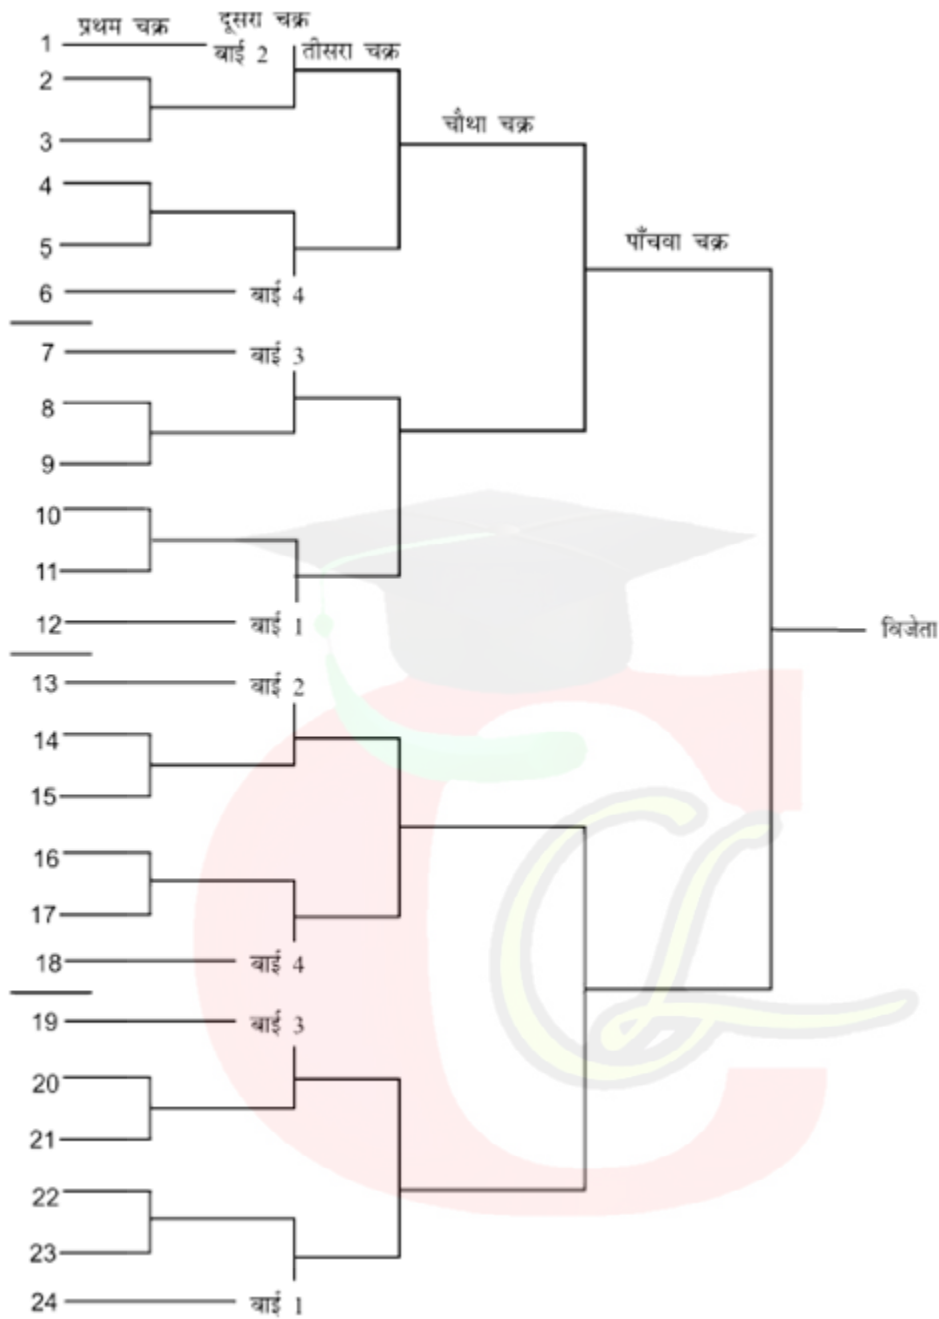 प्रथम चक्र
दूसरा चक्र
1
बाई 2
तीसरा चक्र
2
चौथा चक्र
3
4
पाँचवा चक्र
5
6
बाई 4
7
बाई 3
8
9
10
11
12
बाई 1
विजेता
13
बाई 2
14
15
16
17
18
बाई 4
19
बाई 3
20
21
22
23
24
बाई 1